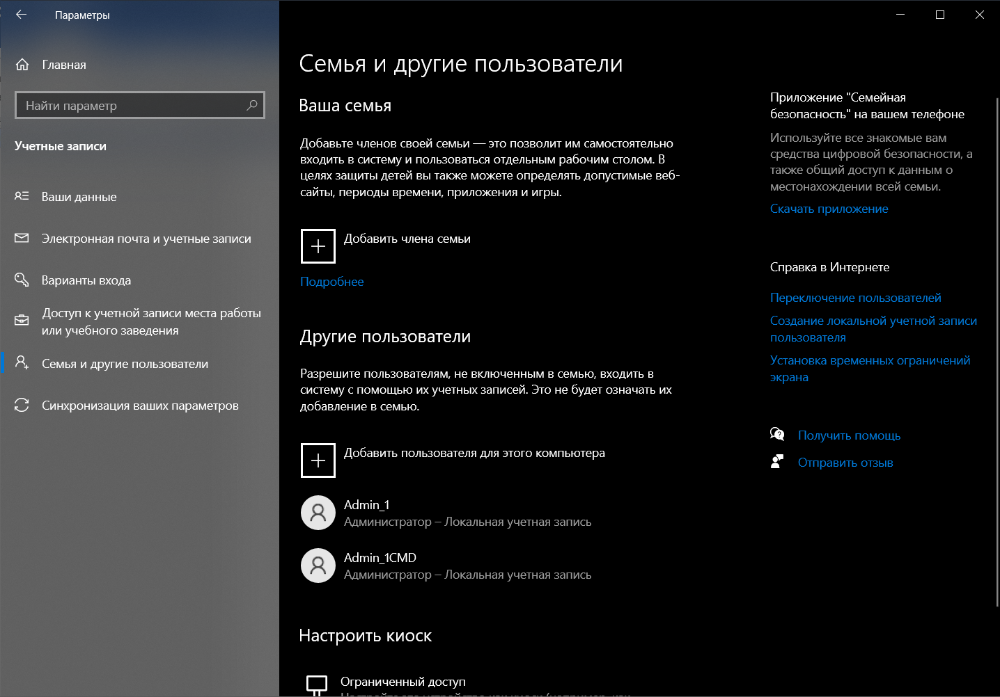 Параметры
Главная
Найти параметр
Учетные записи
Ваши данные
Электронная почта и учетные записи
Варианты входа
Доступ к учетной записи места работы
или учебного заведения
Семья и другие пользователи
Синхронизация ваших параметров
Семья и другие пользователи
Ваша семья
Добавьте членов своей семьи — это позволит им самостоятельно
входить в систему и пользоваться отдельным рабочим столом. В
целях защиты детей вы также можете определять допустимые веб-
сайты, периоды времени, приложения и игры.
Добавить члена семьи
Подробнее
Другие пользователи
Разрешите пользователям, не включенным в семью, входить в
систему с помощью их учетных записей. Это не будет означать их
добавление в семью.
Добавить пользователя для этого компьютера
Admin_1
Администратор – Локальная учетная запись
Admin_1CMD
Администратор – Локальная учетная запись
Настроить киоск
Ограниченный доступ
Приложение "Семейная
безопасность" на вашем телефоне
Используйте все знакомые вам
средства цифровой безопасности, а
также общий доступ к данным о
местонахождении всей семьи.
Скачать приложение
Справка в Интернете
Переключение пользователей
Создание локальной учетной записи
пользователя
Установка временных ограничений
экрана
Получить помощь
Отправить отзыв